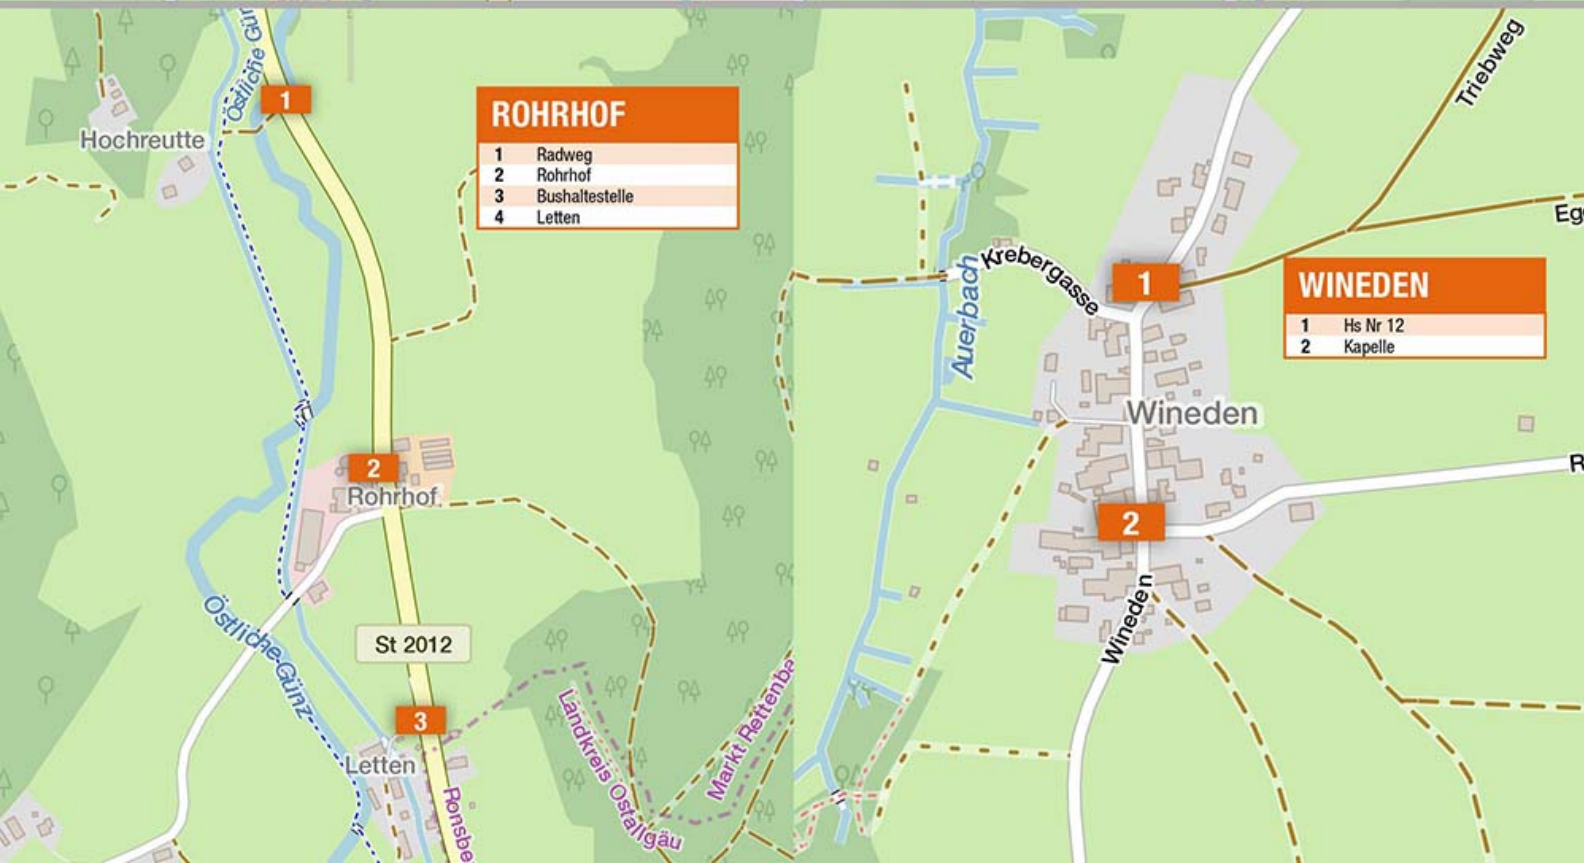 Östliche Gün
1
Hochreutte
ROHRHOF
1 Radweg
2 Rohrhof
3 Bushaltestelle
4 Letten
2
Rohrhof
Östliche Günz
St 2012
3
Letten
Ronsbe
Landkreis Ostallgäu
Markt Rettenba
Triebweg
Krebergasse
Auerbach
1
Eg
WINEDEN
1 Hs Nr 12
2 Kapelle
Wineden
R
2
Wineden